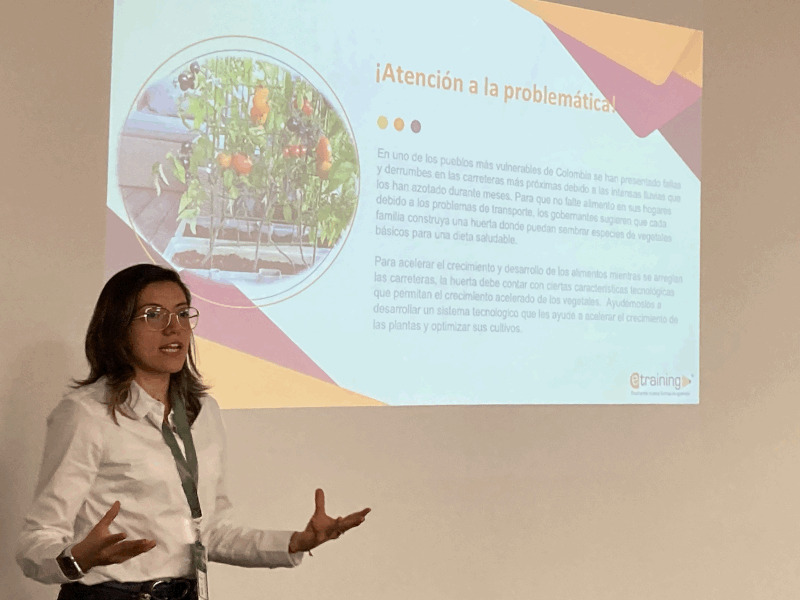 ¡Atención a la problemática!
En uno de los pueblos más vulnerables de Colombia se han presentado fallas
y derrumbes en las carreteras más próximas debido a las intensas lluvias que
los han azotado durante meses. Para que no falte alimento en sus hogares
debido a los problemas de transporte, los gobernantes sugieren que cada
familia construya una huerta donde puedan sembrar especies de vegetales
básicos para una dieta saludable.
Para acelerar el crecimiento y desarrollo de los alimentos mientras se arreglan
las carreteras, la huerta debe contar con ciertas características tecnológicas
que permitan el crecimiento acelerado de los vegetales. Ayudémoslos a
desarrollar un sistema tecnologico que les ayude a acelerar el crecimiento de
las plantas y optimizar sus cultivos.
etraining